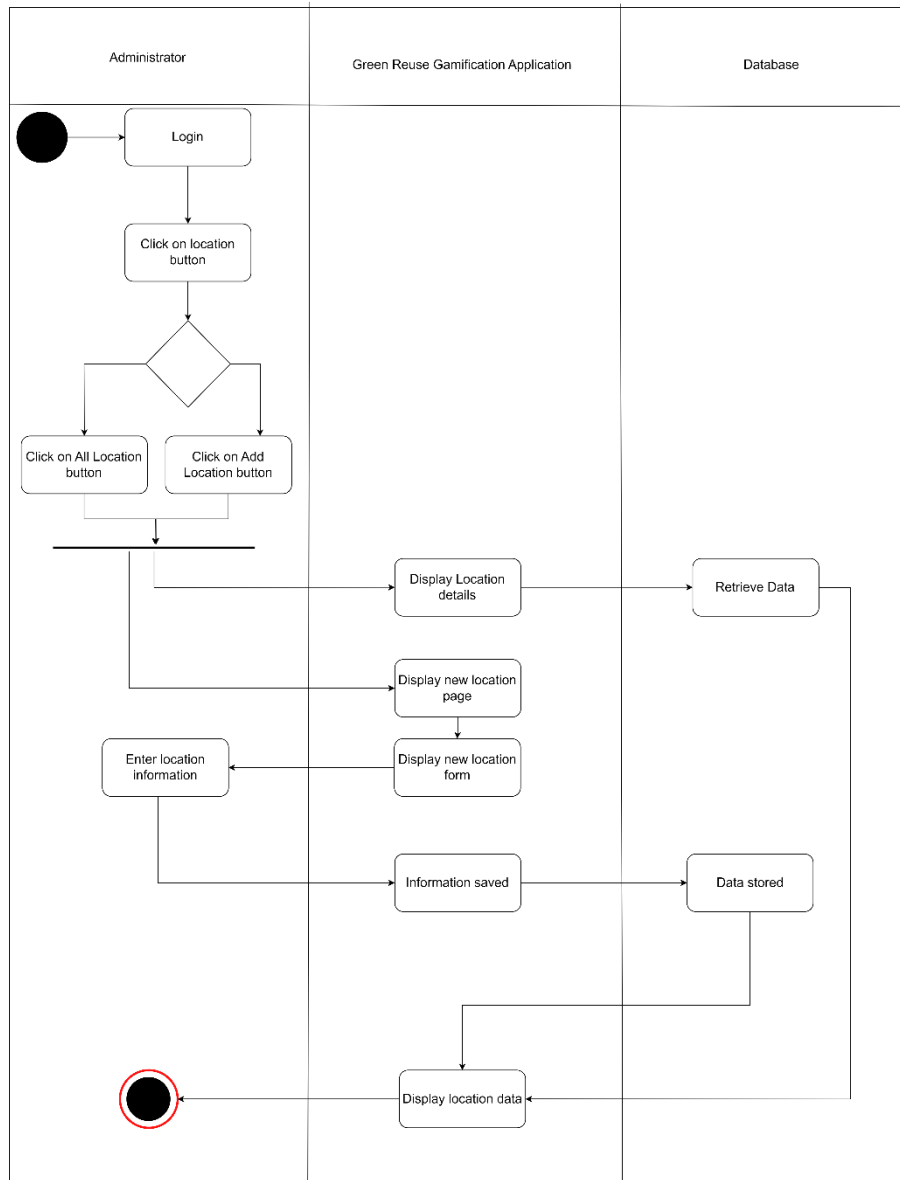 Administrator
Green Reuse Gamification Application
Database
Login
Click on location
button
Click on All Location
button
Click on Add
Location button
Display Location
details
Retrieve Data
Display new location
page
Enter location
information
Display new location
form
Information saved
Data stored
Display location data